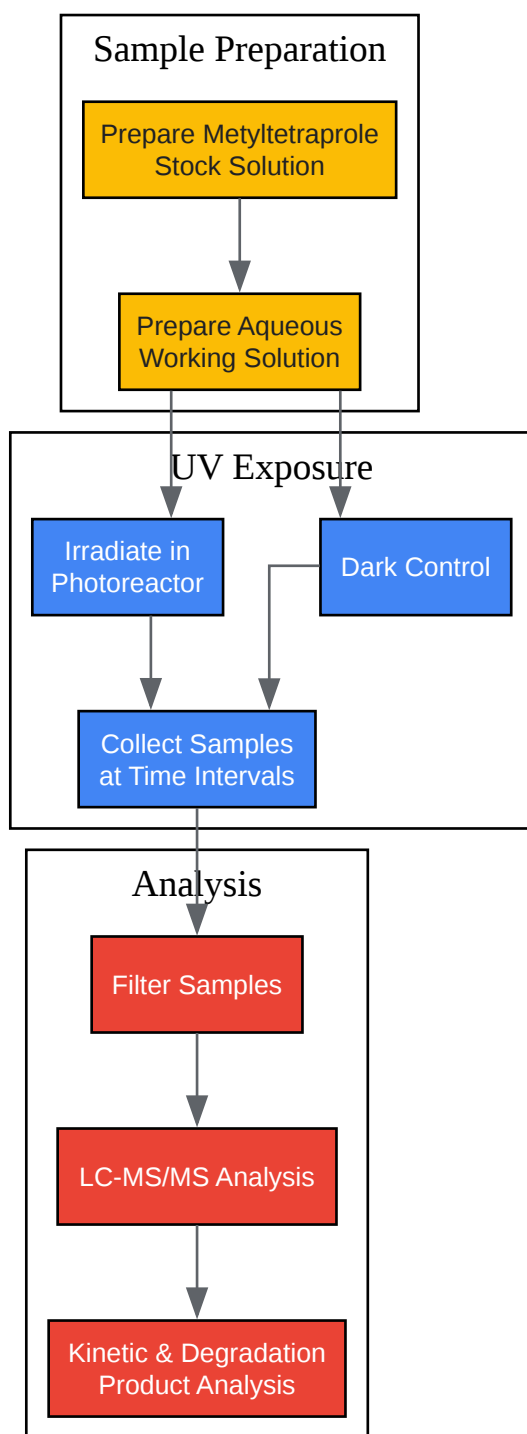 Sample Preparation
Prepare Metyltetraprole
Stock Solution
Prepare Aqueous
Working Solution
UV Exposure
Irradiate in
Photoreactor
Dark Control
Collect Samples
at Time Intervals
Analysis
Filter Samples
LC-MS/MS Analysis
Kinetic & Degradation
Product Analysis